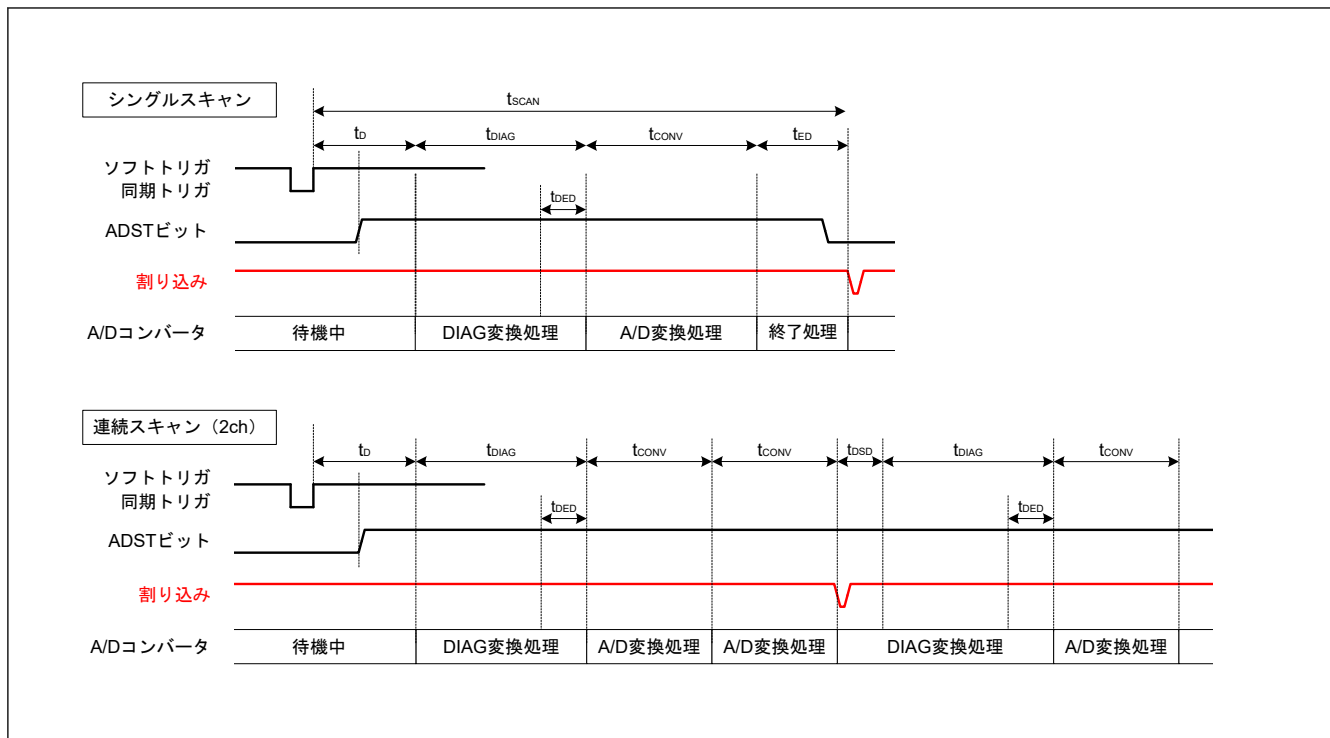 シングルスキャン
tSCAN
tD tDIAG tCONV tED
ソフトトリガ
同期トリガ
tDED
ADSTビット
割り込み
A/Dコンバータ 待機中 DIAG変換処理 A/D変換処理 終了処理
連続スキャン（2ch）
tD tDIAG tCONV tCONV tDSD tDIAG tCONV
ソフトトリガ
同期トリガ
tDED tDED
ADSTビット
割り込み
A/Dコンバータ 待機中 DIAG変換処理 A/D変換処理 A/D変換処理 DIAG変換処理 A/D変換処理